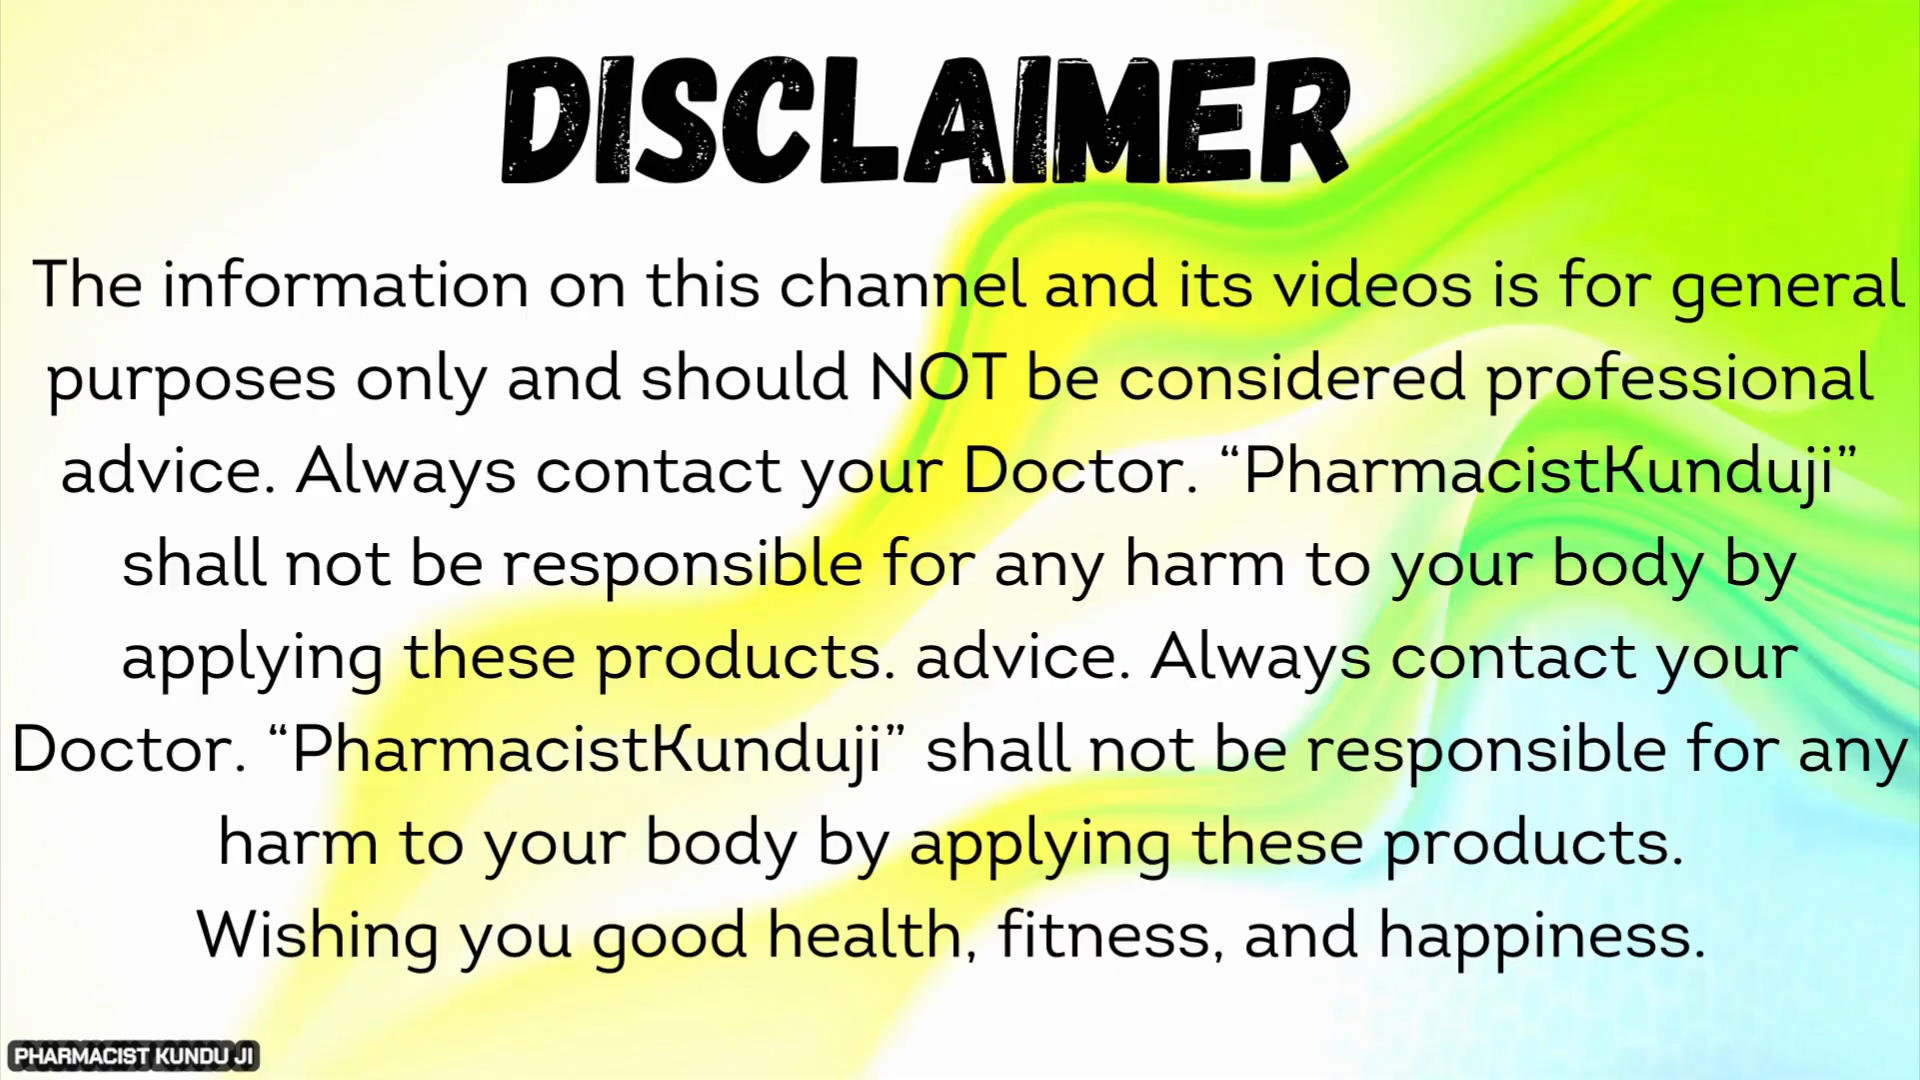 DISCLAIMER
The information on this channel and its videos is for general
purposes only and should NOT be considered professional
advice. Always contact your Doctor. “PharmacistKunduji”
shall not be responsible for any harm to your body by
applying these products. advice. Always contact your
Doctor. “PharmacistKunduji” shall not be responsible for any
harm to your body by applying these products.
Wishing you good health, fitness, and happiness.
PHARMACIST KUNDU JI